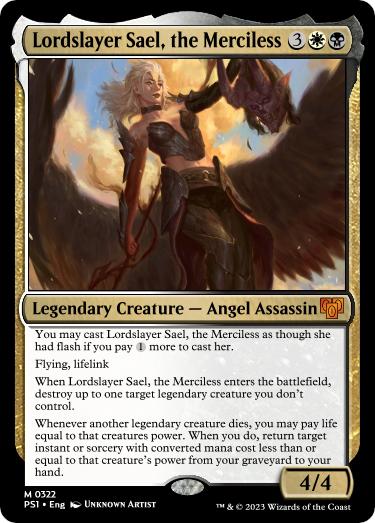 Lordslayer Sael, the Merciless 3
Legendary Creature — Angel Assassin
You may cast Lordslayer Sael, the Merciless as though she
had flash if you pay 1 more to cast her.
Flying, lifelink
When Lordslayer Sael, the Merciless enters the battlefield,
destroy up to one target legendary creature you don't
control.
Whenever another legendary creature dies, you may pay life
equal to that creatures power. When you do, return target
instant or sorcery with converted mana cost less than or
equal to that creature's power from your graveyard to your
hand.
4/4
M 0322
PS1 • Eng Unknown Artist
™ & © 2023 Wizards of the Coast